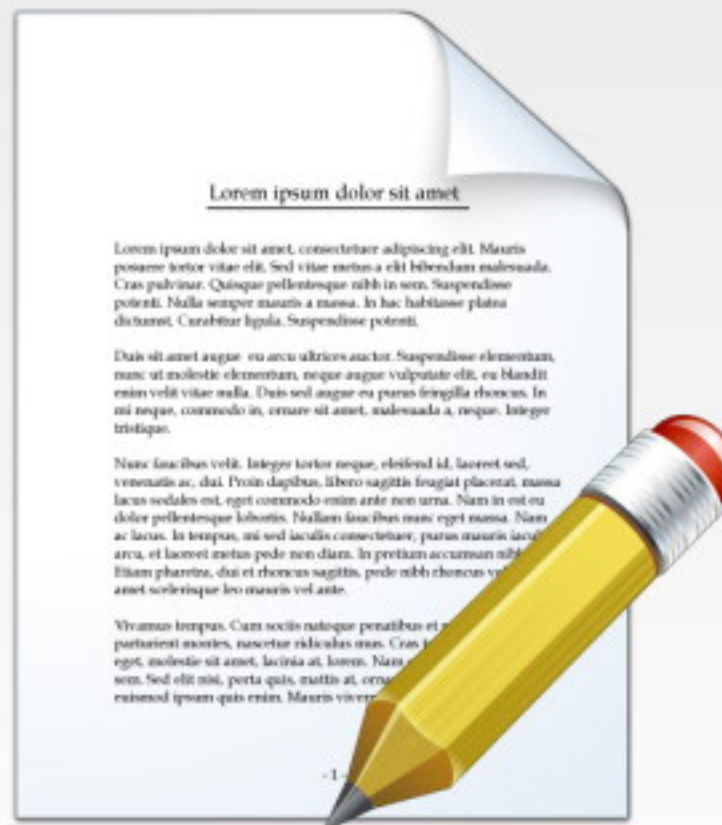 Lorem ipsum dolor sit amet
Lorem ipsum dolor sit amet, consectetuer adipiscing elit. Mauris
posuere tortor vitae elit. Sed vitae metus a elit bibendum malesuada.
Cras pulvinar. Quisque pellentesque nibh in sem. Suspendisse
potenti. Nulla semper mauris a massa. In hac habitasse platea
dictumst. Curabitur ligula. Suspendisse potenti.
Duis sit amet augue eu arcu ultrices auctor. Suspendisse elementum,
nunc ut molestie elementum, neque augue vulputate elit, eu blandit
enim velit vitae nulla. Duis sed augue eu purus fringilla rhoncus. In
mi neque, commodo in, ornare sit amet, malesuada a, neque. Integer
tristique.
Nunc faucibus velit. Integer tortor neque, eleifend id, laoreet sed,
venenatis ac, dui. Proin dapibus, libero sagittis feugiat placerat, massa
lacus sodales est, eget commodo enim ante non urna. Nam in est eu
dolor pellentesque lobortis. Nullam faucibus nunc eget massa. Nam
ac lacus. In tempus, mi sed iaculis consectetuer, purus mauris
arcu, et laoreet metus pede non diam. In pretium accumsan
Etiam pharetra, dui et rhoncus sagittis, pede nibh rhoncus
amet scelerisque leo mauris vel ante.
Vivamus tempus. Cum sociis natoque penatibus et
parturient montes, nascetur ridiculus mus. Cras
eget, molestie sit amet, lacinia at, lorem. Nam
sem. Sed elit nisi, porta quis, mattis at,
euismod ipsum quis enim. Mauris
- 1 -